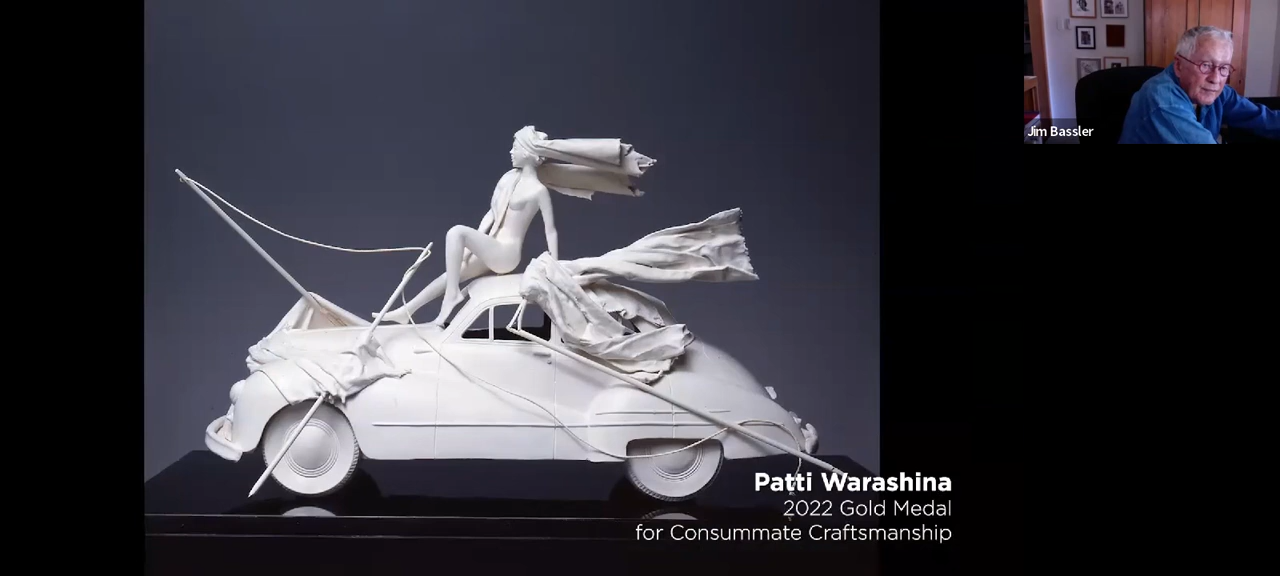 Jim Bassler
Patti Warashina
2022 Gold Medal
for Consummate Craftsmanship